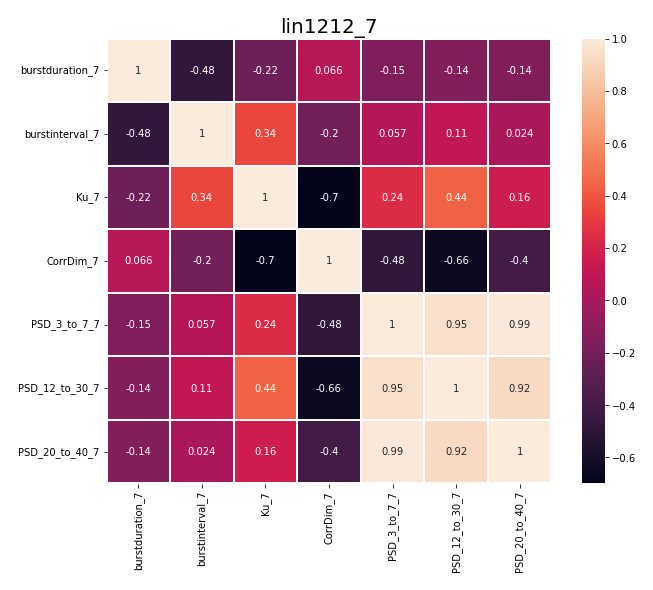 lin1212_7
burstduration_7 1 -0.48 -0.22 0.066 -0.15 -0.14 -0.14
burstinterval_7 -0.48 1 0.34 -0.2 0.057 0.11 0.024
Ku_7 -0.22 0.34 1 -0.7 0.24 0.44 0.16
CorrDim_7 0.066 -0.2 -0.7 1 -0.48 -0.66 -0.4
PSD_3_to_7_7 -0.15 0.057 0.24 -0.48 1 0.95 0.99
PSD_12_to_30_7 -0.14 0.11 0.44 -0.66 0.95 1 0.92
PSD_20_to_40_7 -0.14 0.024 0.16 -0.4 0.99 0.92 1
burstduration_7
burstinterval_7
Ku_7
CorrDim_7
PSD_3_to_7_7
PSD_12_to_30_7
PSD_20_to_40_7
1.0
0.8
0.6
0.4
0.2
0.0
−0.2
−0.4
−0.6